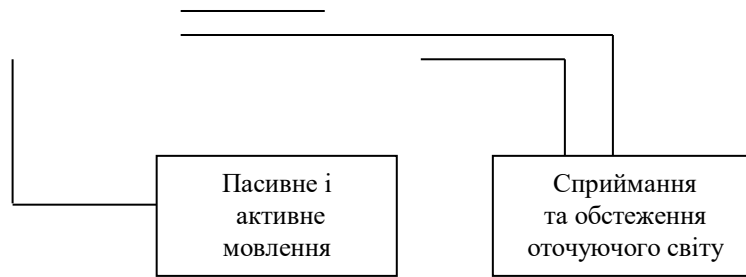 Пасивне і
активне
мовлення
Сприймання
та обстеження
оточуючого світу